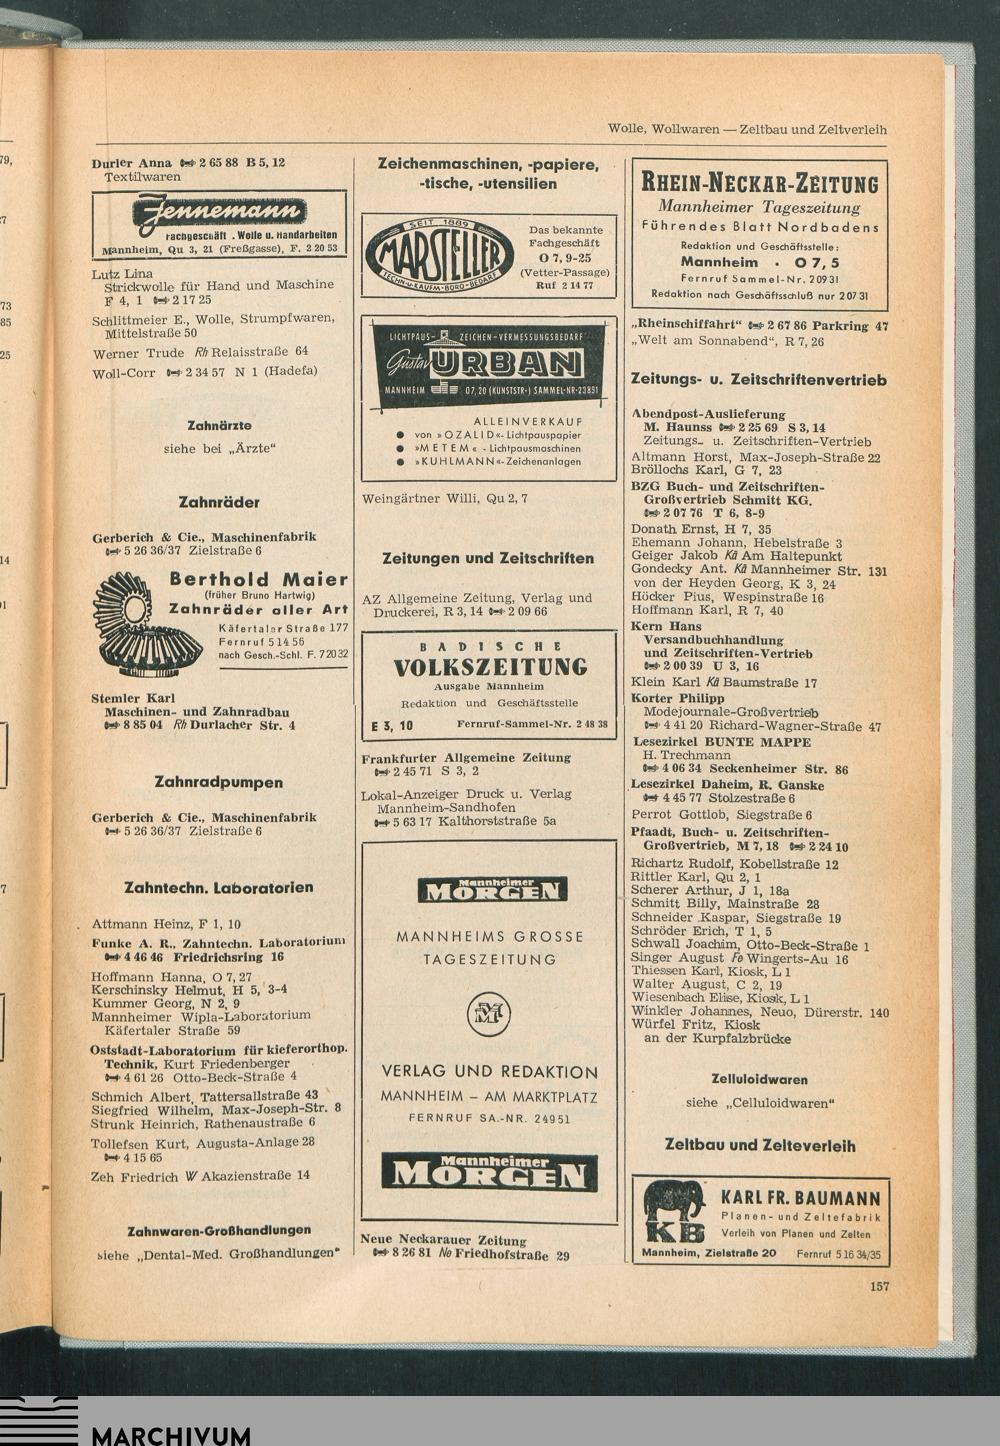 Wolle, Wollwaren — Zeltbau und Zeltverleih
Durler Anna 2 65 88 B 5, 12
Textilwaren
Jennemann
Fachgeschäft . Wolle u. Handarbeiten
Mannheim, Qu 3, 21 (Freßgasse), F. 2 20 53
Lutz Lina
Strickwolle für Hand und Maschine
F 4, 1 2 17 25
Schlittmeier E., Wolle, Strumpfwaren,
Mittelstraße 50
Werner Trude Rh Relaisstraße 64
Woll-Corr 2 34 57 N 1 (Hadefa)
Zahnärzte
siehe bei „Ärzte“
Zahnräder
Gerberich & Cie., Maschinenfabrik
5 26 36/37 Zielstraße 6
Berthold Maier
(früher Bruno Hartwig)
Zahnräder aller Art
Käfertaler Straße 177
Fernruf 5 14 56
nach Gesch.-Schl. F. 7 20 32
Stemler Karl
Maschinen- und Zahnradbau
8 85 04 Rh Durlacher Str. 4
Zahnradpumpen
Gerberich & Cie., Maschinenfabrik
5 26 36/37 Zielstraße 6
Zahntechn. Laboratorien
Attmann Heinz, F 1, 10
Funke A. R., Zahntechn. Laboratorium
4 46 46 Friedrichsring 16
Hoffmann Hanna, O 7, 27
Kerschinsky Helmut, H 5, 3-4
Kummer Georg, N 2, 9
Mannheimer Wipla-Laboratorium
Käfertaler Straße 59
Oststadt-Laboratorium für kieferorthop.
Technik, Kurt Friedenberger
4 61 26 Otto-Beck-Straße 4
Schmich Albert, Tattersallstraße 43
Siegfried Wilhelm, Max-Joseph-Str. 8
Strunk Heinrich, Rathenaustraße 6
Tollefsen Kurt, Augusta-Anlage 28
4 15 65
Zeh Friedrich W Akazienstraße 14
Zahnwaren-Großhandlungen
siehe „Dental-Med. Großhandlungen“
Zeichenmaschinen, -papiere,
-tische, -utensilien
SEIT 1889
MARSTELLER
TECHN.-U. KAUFM.-BÜRO-BEDARF
Das bekannte
Fachgeschäft
O 7, 9-25
(Vetter-Passage)
Ruf 2 14 77
LICHTPAUS- ZEICHEN-VERMESSUNGSBEDARF
Gustav URBAN
MANNHEIM O7, 20 (KUNSTSTR·) SAMMEL-NR·23851
ALLEINVERKAUF
● von »OZALID«-Lichtpauspapier
● »METEM« - Lichtpausmaschinen
● »KUHLMANN«-Zeichenanlagen
Weingärtner Willi, Qu 2, 7
Zeitungen und Zeitschriften
AZ Allgemeine Zeitung, Verlag und
Druckerei, R 3, 14 2 09 66
BADISCHE
VOLKSZEITUNG
Ausgabe Mannheim
Redaktion und Geschäftsstelle
E 3, 10 Fernruf-Sammel-Nr. 2 48 38
Frankfurter Allgemeine Zeitung
2 45 71 S 3, 2
Lokal-Anzeiger Druck u. Verlag
Mannheim-Sandhofen
5 63 17 Kalthorststraße 5a
Mannheimer
MORGEN
MANNHEIMS GROSSE
TAGESZEITUNG
MM
VERLAG UND REDAKTION
MANNHEIM – AM MARKTPLATZ
FERNRUF SA.-NR. 24951
Mannheimer
MORGEN
Neue Neckarauer Zeitung
8 26 81 Ne Friedhofstraße 29
RHEIN-NECKAR-ZEITUNG
Mannheimer Tageszeitung
Führendes Blatt Nordbadens
Redaktion und Geschäftsstelle:
Mannheim . O 7, 5
Fernruf Sammel-Nr. 2 09 31
Redaktion nach Geschäftsschluß nur 2 07 31
„Rheinschiffahrt“ 2 67 86 Parkring 47
„Welt am Sonnabend“, R 7, 26
Zeitungs- u. Zeitschriftenvertrieb
Abendpost-Auslieferung
M. Haunss 2 25 69 S 3, 14
Zeitungs- u. Zeitschriften-Vertrieb
Altmann Horst, Max-Joseph-Straße 22
Bröllochs Karl, G 7, 23
BZG Buch- und Zeitschriften-
Großvertrieb Schmitt KG.
2 07 76 T 6, 8-9
Donath Ernst, H 7, 35
Ehemann Johann, Hebelstraße 3
Geiger Jakob Kä Am Haltepunkt
Gondecky Ant. Kä Mannheimer Str. 131
von der Heyden Georg, K 3, 24
Höcker Pius, Wespinstraße 16
Hoffmann Karl, R 7, 40
Kern Hans
Versandbuchhandlung
und Zeitschriften-Vertrieb
2 00 39 U 3, 16
Klein Karl Kä Baumstraße 17
Korter Philipp
Modejournale-Großvertrieb
4 41 20 Richard-Wagner-Straße 47
Lesezirkel BUNTE MAPPE
H. Trechmann
4 06 34 Seckenheimer Str. 86
Lesezirkel Daheim, R. Ganske
4 45 77 Stolzestraße 6
Perrot Gottlob, Siegstraße 6
Pfaadt, Buch- u. Zeitschriften-
Großvertrieb, M 7, 18 2 24 10
Richartz Rudolf, Kobellstraße 12
Rittler Karl, Qu 2, 1
Scherer Arthur, J 1, 18a
Schmitt Billy, Mainstraße 28
Schneider Kaspar, Siegstraße 19
Schröder Erich, T 1, 5
Schwall Joachim, Otto-Beck-Straße 1
Singer August Fe Wingerts-Au 16
Thiessen Karl, Kiosk, L 1
Walter August, C 2, 19
Wiesenbach Elise, Kiosk, L 1
Winkler Johannes, Neuo, Dürerstr. 140
Würfel Fritz, Kiosk
an der Kurpfalzbrücke
Zelluloidwaren
siehe „Celluloidwaren“
Zeltbau und Zelteverleih
KB
KARL FR. BAUMANN
Planen- und Zeltefabrik
Verleih von Planen und Zelten
Mannheim, Zielstraße 20 Fernruf 5 16 34/35
157
MARCHIVUM